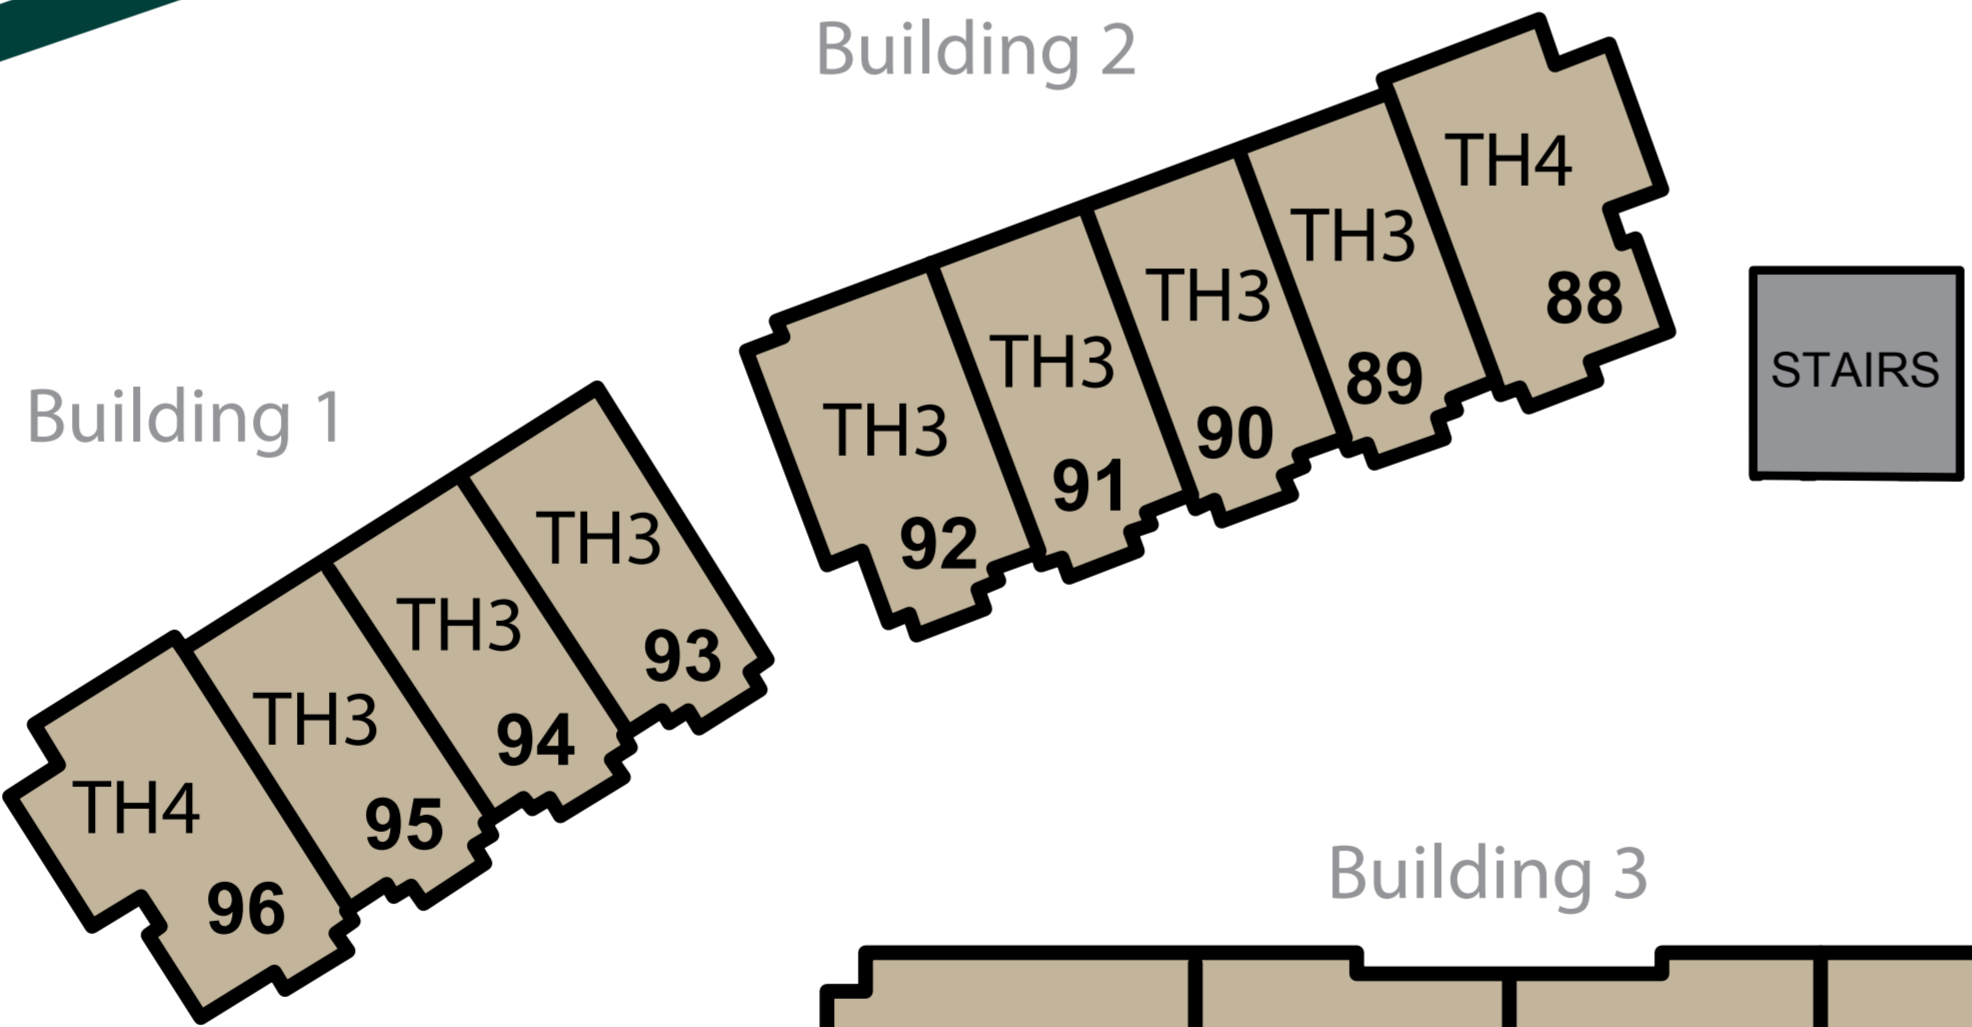 Building 2
TH4
88
TH3
89
TH3
90
TH3
91
TH3
92
STAIRS
Building 1
TH3
93
TH3
94
TH3
95
TH4
96
Building 3